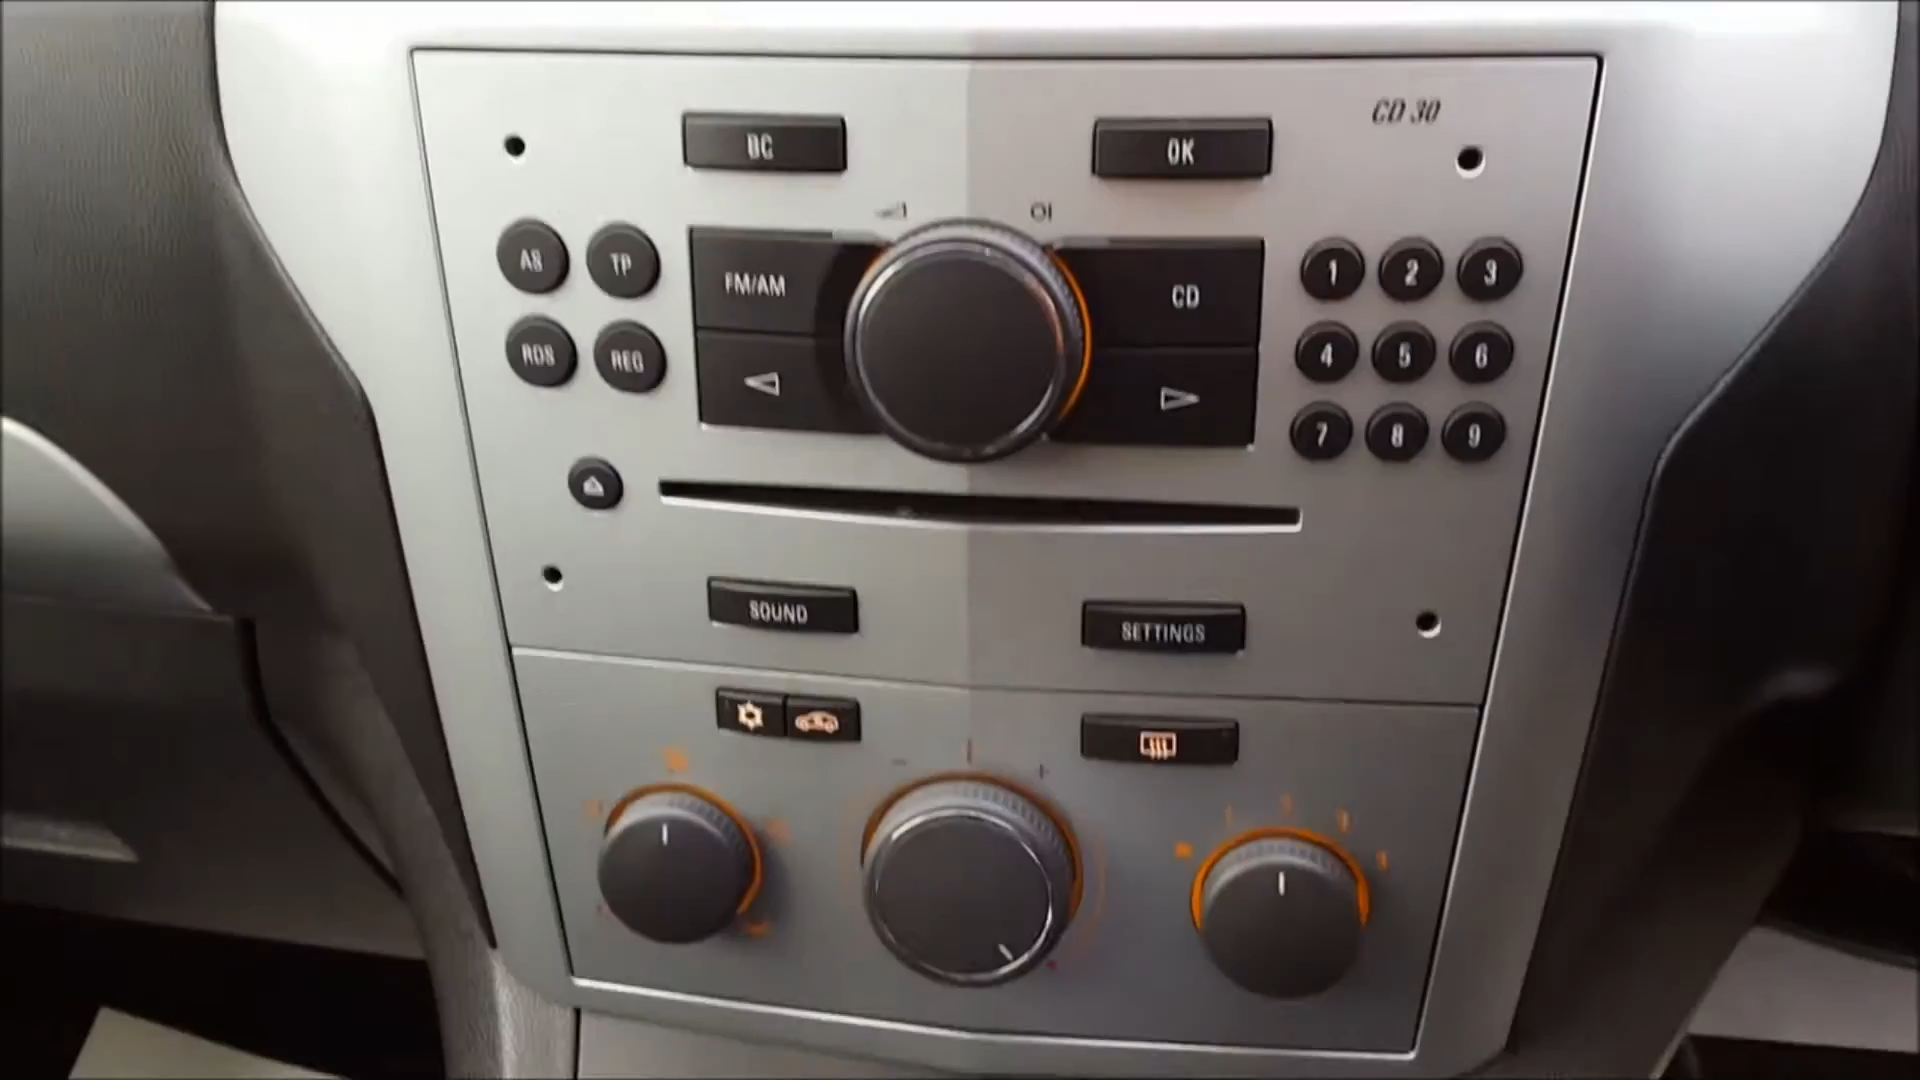 CD 30
BC
OK
AS
TP
FM/AM
CD
1 2 3
RDS
REG
4 5 6
7 8 9
SOUND
SETTINGS